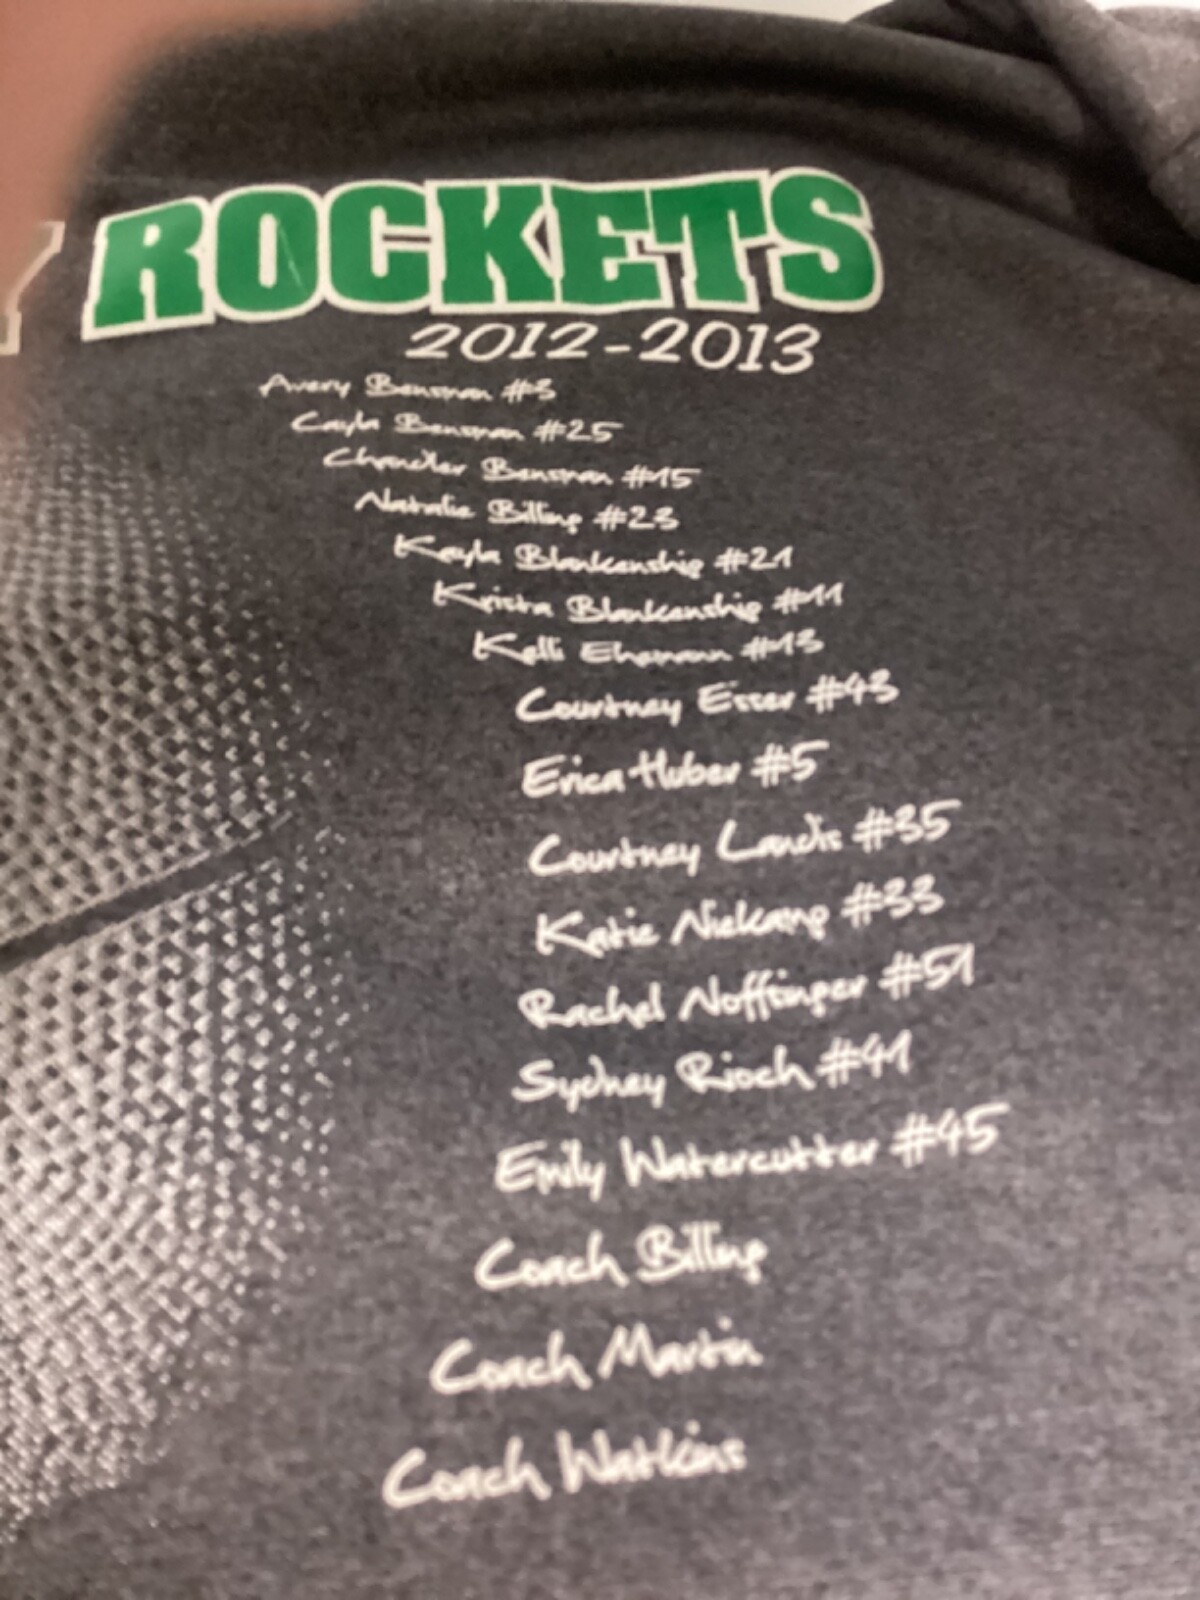 Y ROCKETS
2012-2013
Avery Bensman #3
Cayla Bensman #25
Chandler Bensman #15
Natalie Billing #23
Kayla Blankenship #21
Krista Blankenship #11
Kelli Ehemann #13
Courtney Esser #43
Erica Huber #5
Courtney Landis #35
Katie Niekamp #33
Rachel Noffsinger #51
Sydney Rioch #41
Emily Watercutter #45
Coach Billing
Coach Martin
Coach Watkins